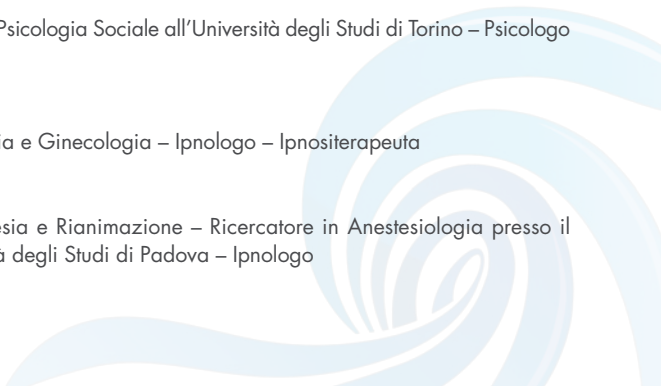 Psicologia Sociale all’Università degli Studi di Torino – Psicologo
ia e Ginecologia – Ipnologo – Ipnositerapeuta
esia e Rianimazione – Ricercatore in Anestesiologia presso il
à degli Studi di Padova – Ipnologo